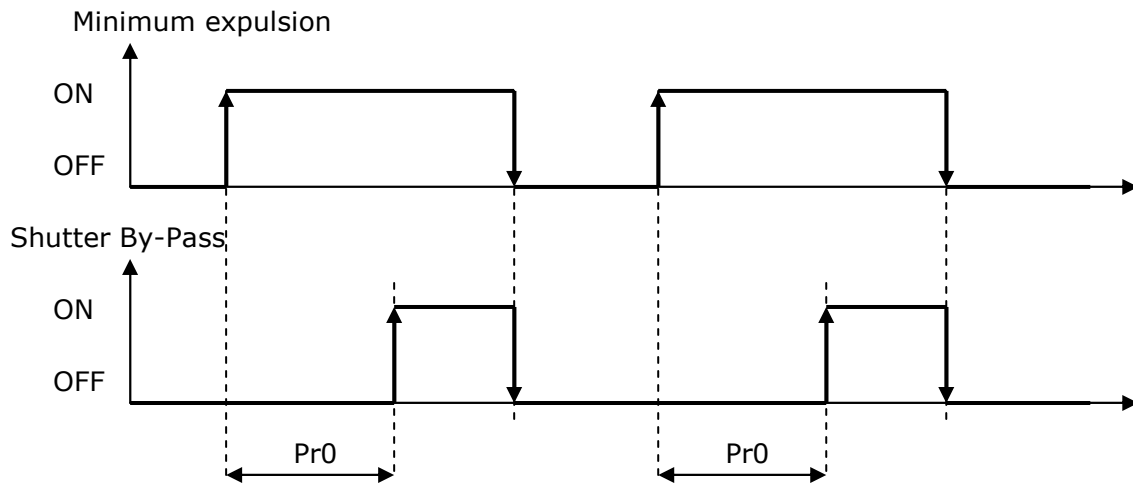 Minimum expulsion
ON
OFF
Shutter By-Pass
ON
OFF
Pr0 Pr0